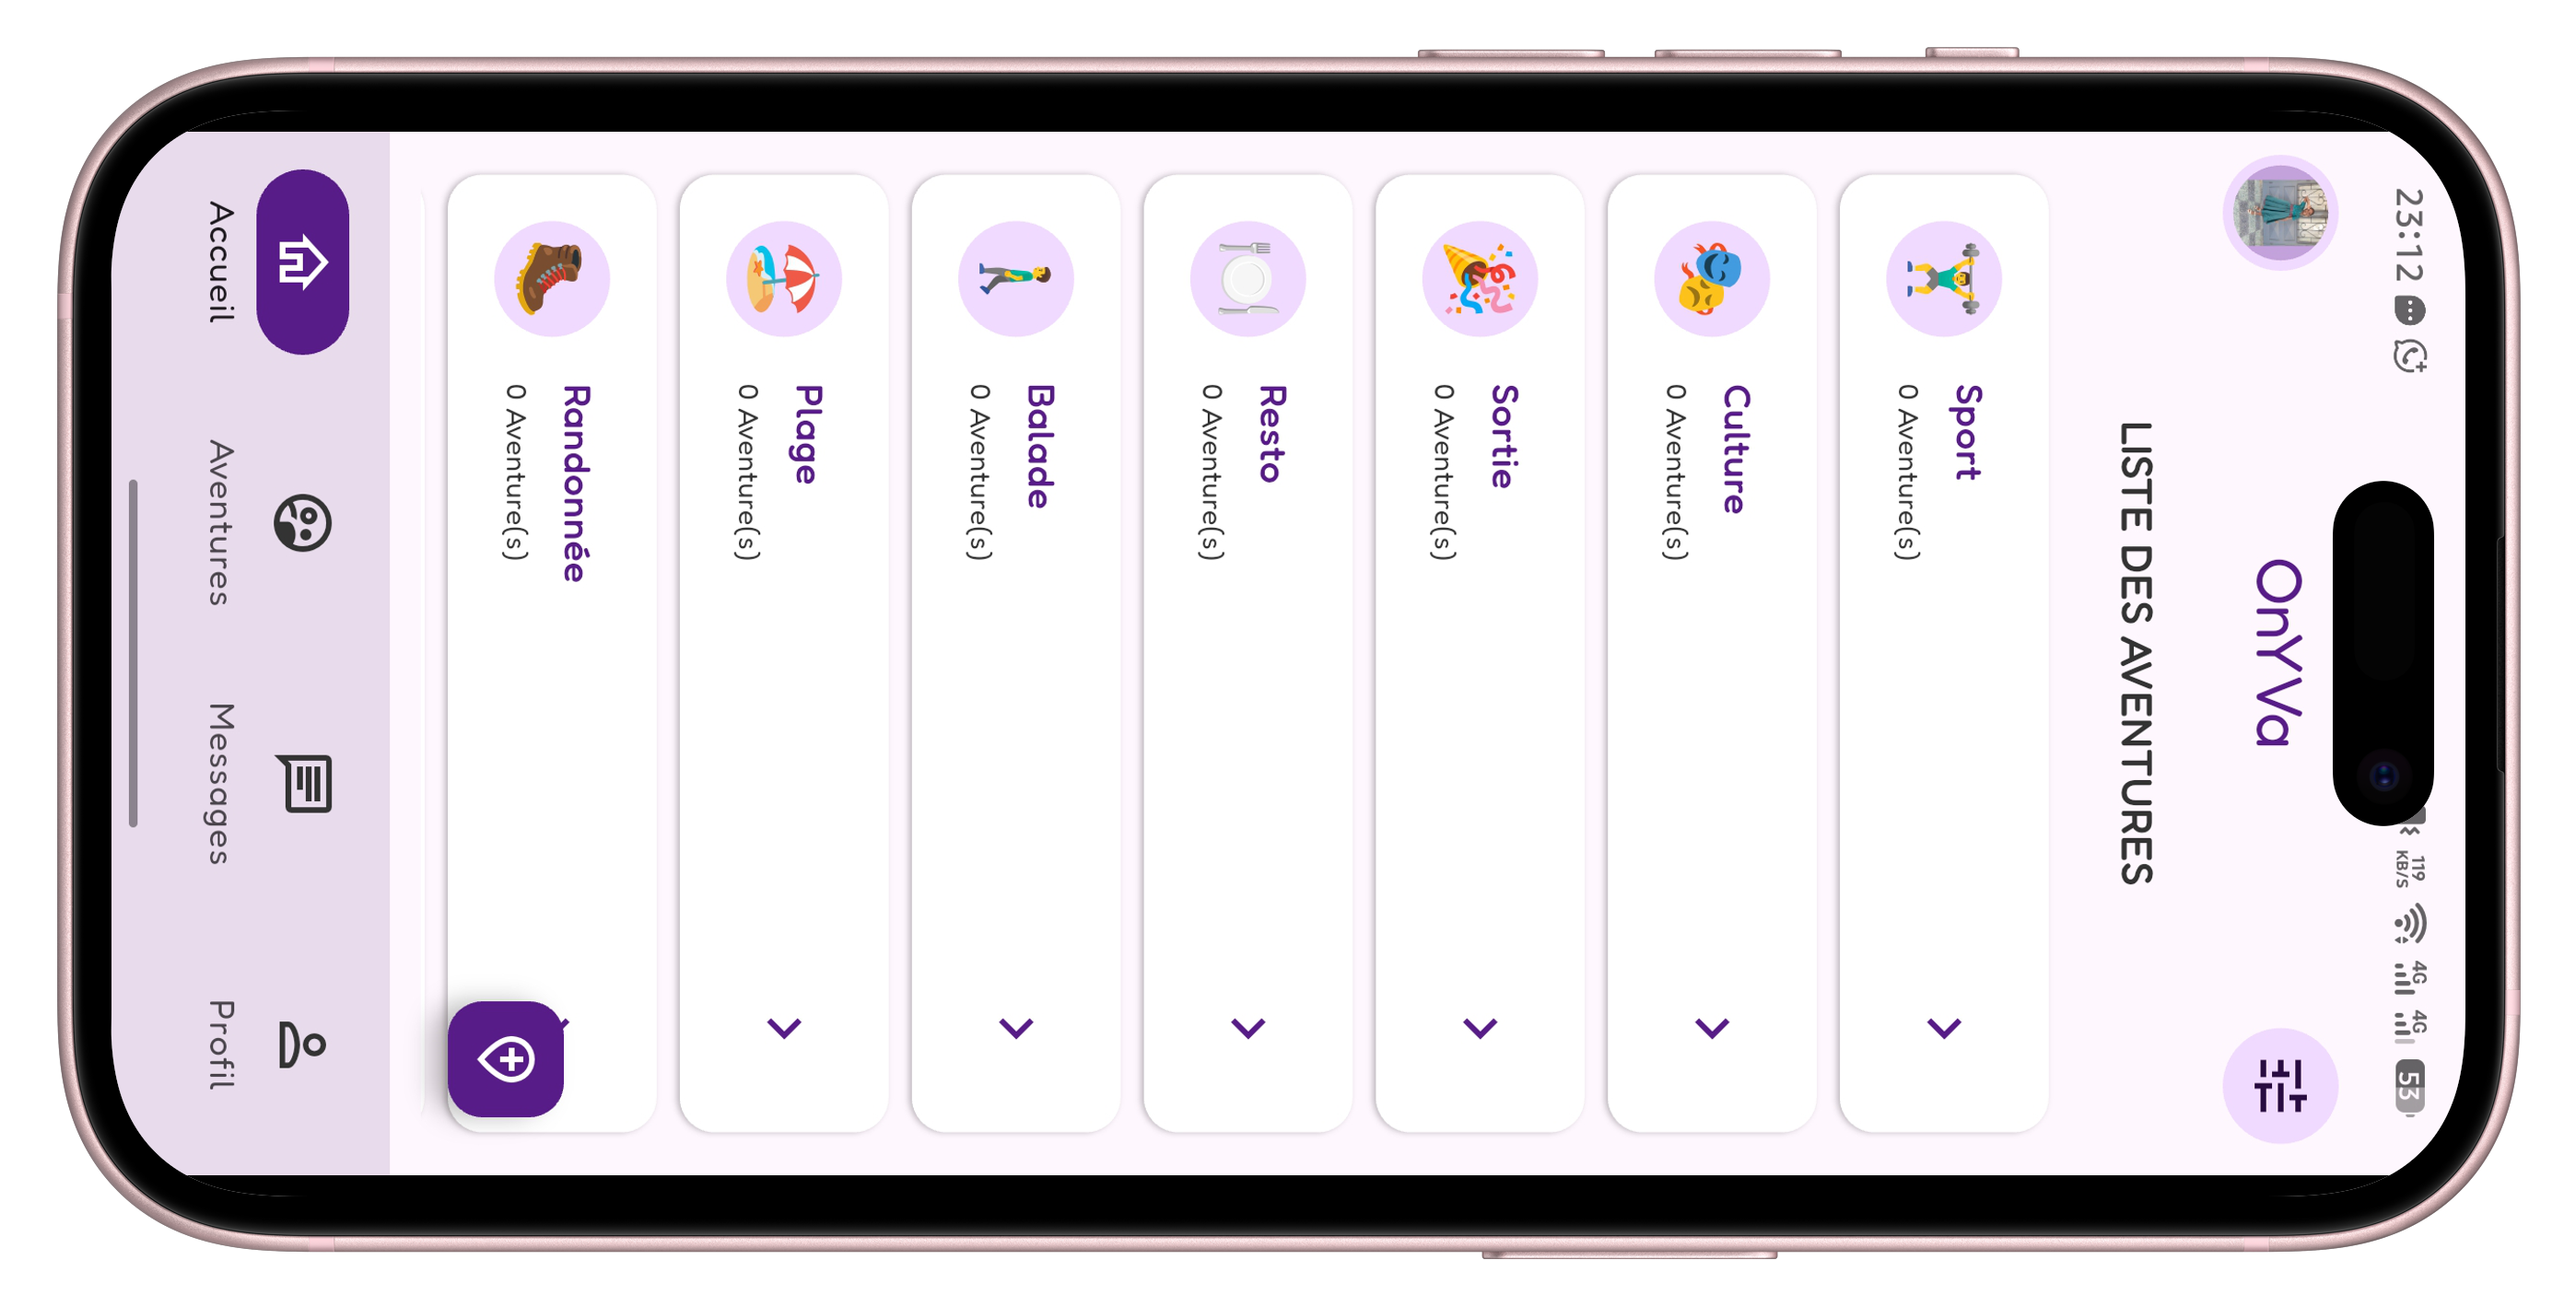 23:12
119
KB/S
4G
4G
53
OnYVa
LISTE DES AVENTURES
Sport
0 Aventure(s)
Culture
0 Aventure(s)
Sortie
0 Aventure(s)
Resto
0 Aventure(s)
Balade
0 Aventure(s)
Plage
0 Aventure(s)
Randonnée
0 Aventure(s)
Accueil
Aventures
Messages
Profil